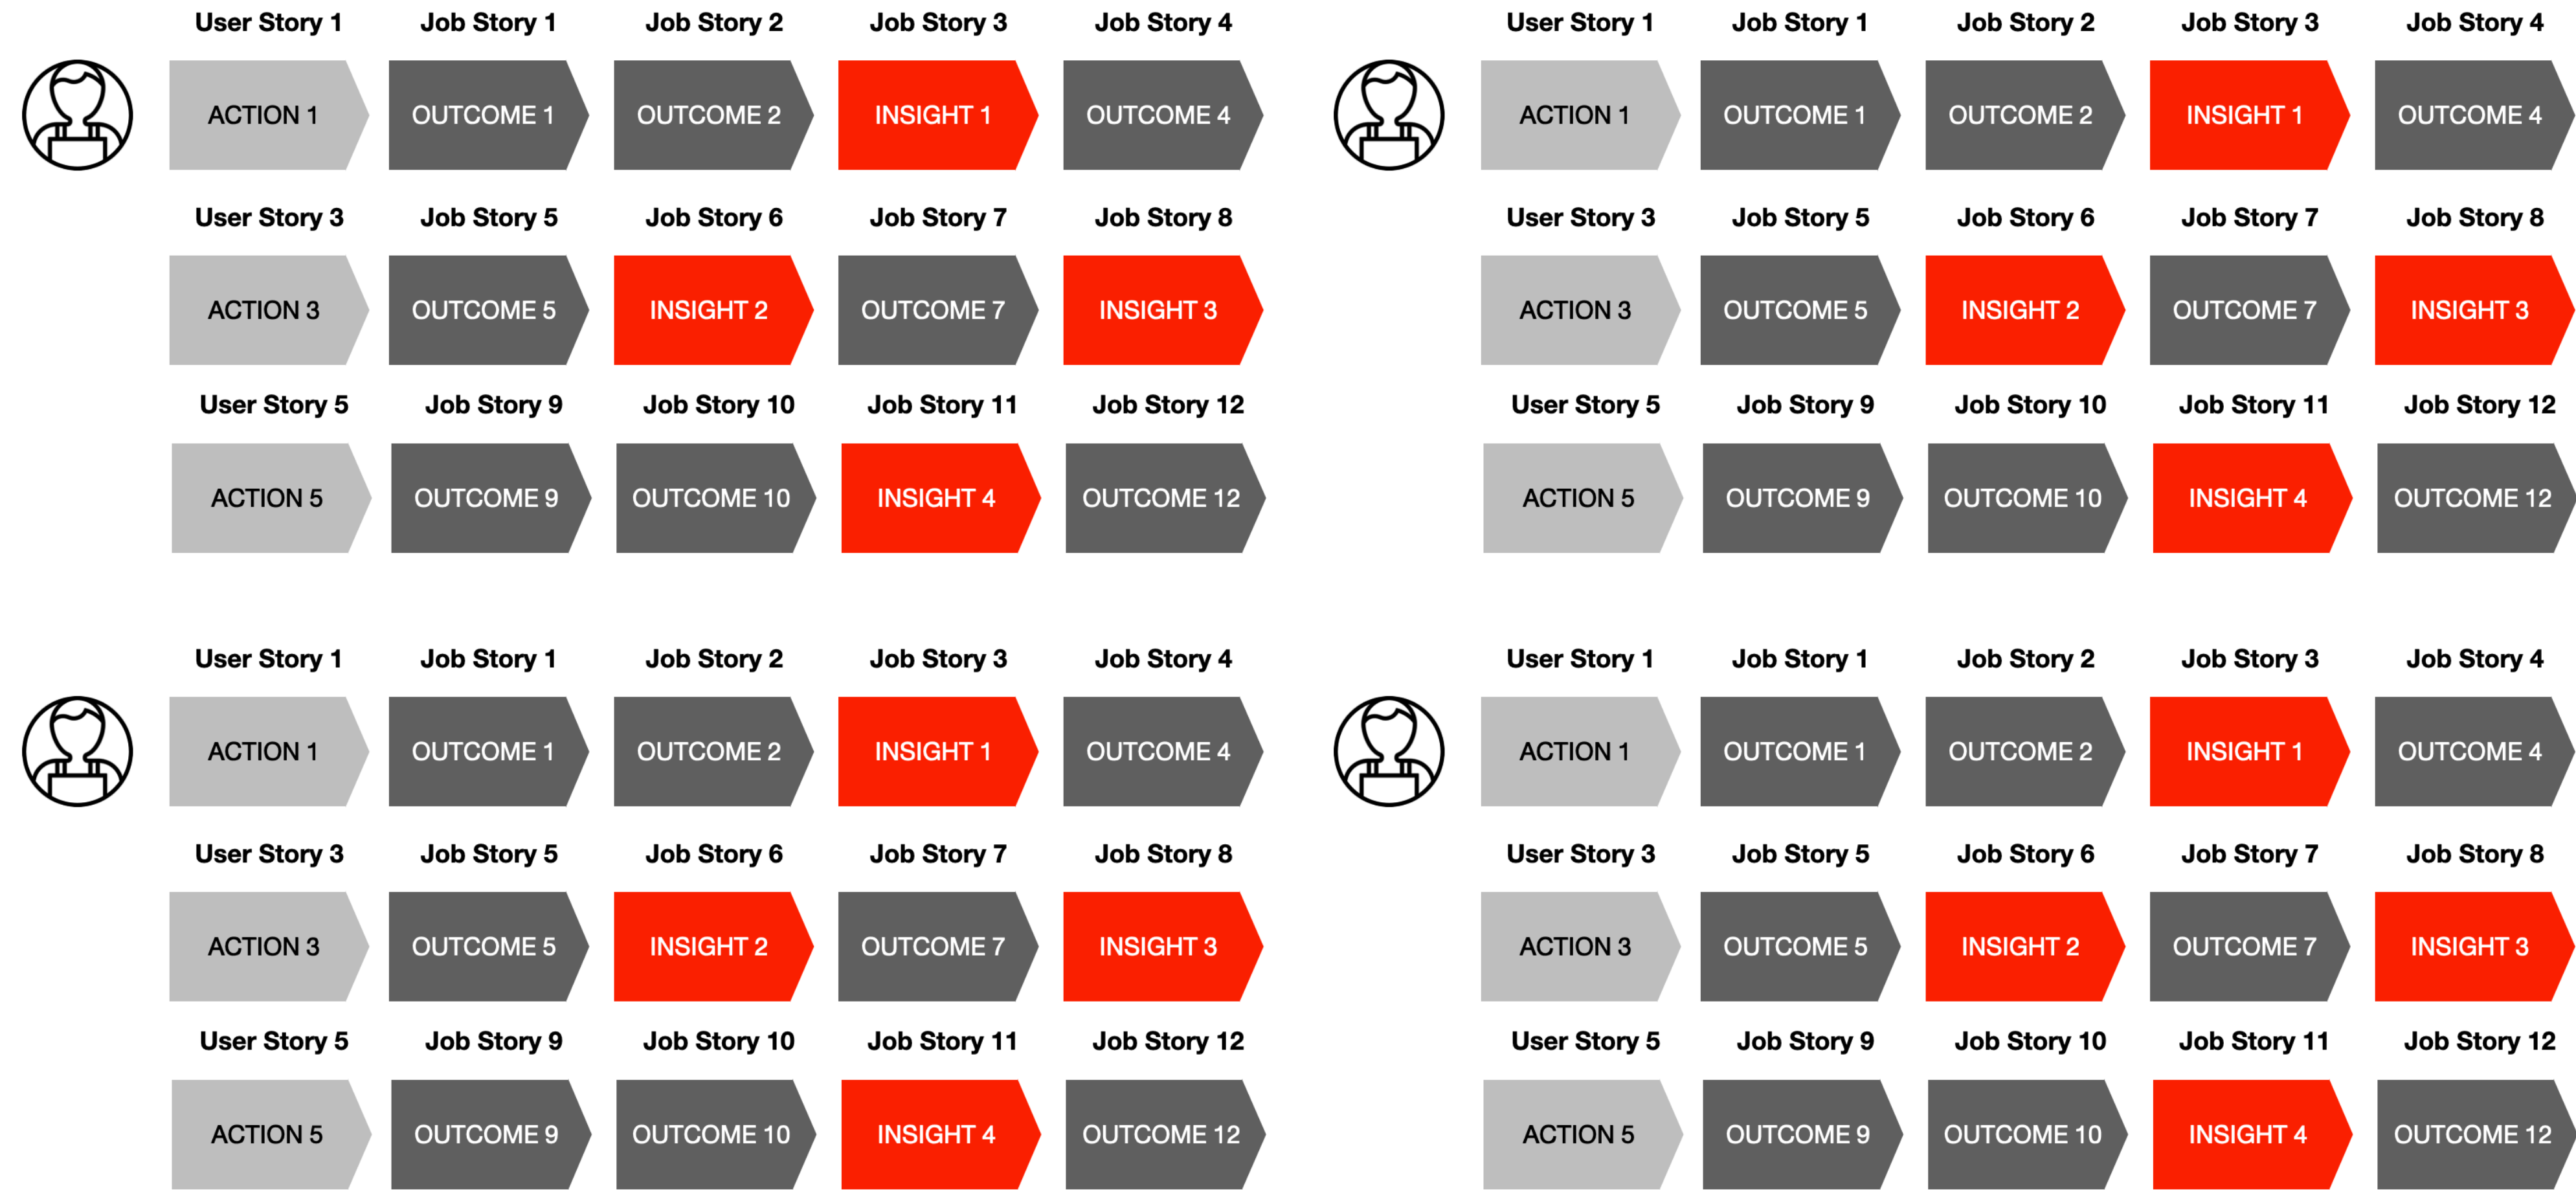 User Story 1 Job Story 1 Job Story 2 Job Story 3 Job Story 4
ACTION 1 OUTCOME 1 OUTCOME 2 INSIGHT 1 OUTCOME 4
User Story 3 Job Story 5 Job Story 6 Job Story 7 Job Story 8
ACTION 3 OUTCOME 5 INSIGHT 2 OUTCOME 7 INSIGHT 3
User Story 5 Job Story 9 Job Story 10 Job Story 11 Job Story 12
ACTION 5 OUTCOME 9 OUTCOME 10 INSIGHT 4 OUTCOME 12
User Story 1 Job Story 1 Job Story 2 Job Story 3 Job Story 4
ACTION 1 OUTCOME 1 OUTCOME 2 INSIGHT 1 OUTCOME 4
User Story 3 Job Story 5 Job Story 6 Job Story 7 Job Story 8
ACTION 3 OUTCOME 5 INSIGHT 2 OUTCOME 7 INSIGHT 3
User Story 5 Job Story 9 Job Story 10 Job Story 11 Job Story 12
ACTION 5 OUTCOME 9 OUTCOME 10 INSIGHT 4 OUTCOME 12
User Story 1 Job Story 1 Job Story 2 Job Story 3 Job Story 4
ACTION 1 OUTCOME 1 OUTCOME 2 INSIGHT 1 OUTCOME 4
User Story 3 Job Story 5 Job Story 6 Job Story 7 Job Story 8
ACTION 3 OUTCOME 5 INSIGHT 2 OUTCOME 7 INSIGHT 3
User Story 5 Job Story 9 Job Story 10 Job Story 11 Job Story 12
ACTION 5 OUTCOME 9 OUTCOME 10 INSIGHT 4 OUTCOME 12
User Story 1 Job Story 1 Job Story 2 Job Story 3 Job Story 4
ACTION 1 OUTCOME 1 OUTCOME 2 INSIGHT 1 OUTCOME 4
User Story 3 Job Story 5 Job Story 6 Job Story 7 Job Story 8
ACTION 3 OUTCOME 5 INSIGHT 2 OUTCOME 7 INSIGHT 3
User Story 5 Job Story 9 Job Story 10 Job Story 11 Job Story 12
ACTION 5 OUTCOME 9 OUTCOME 10 INSIGHT 4 OUTCOME 12